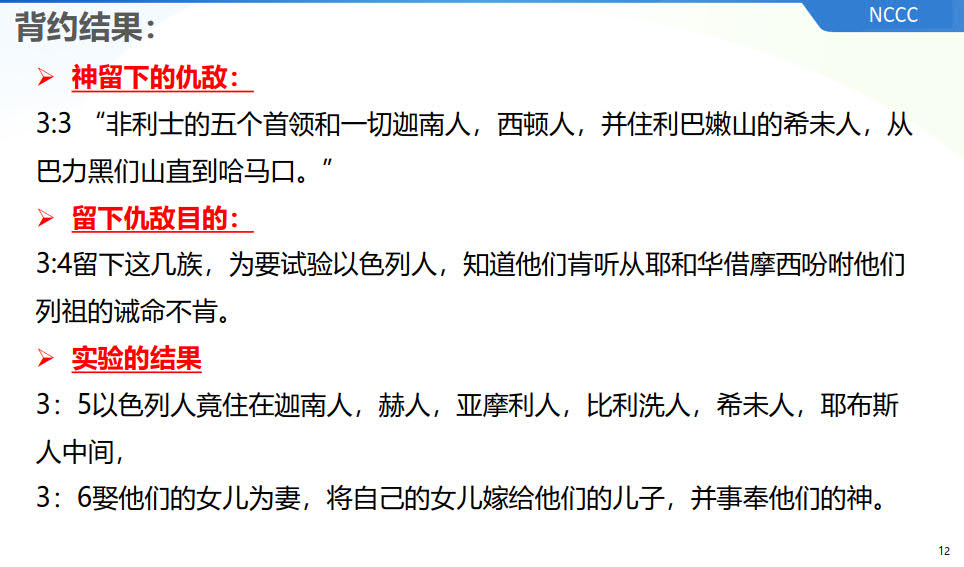 NCCC
背约结果：
➢ 神留下的仇敌：
3:3 “非利士的五个首领和一切迦南人，西顿人，并住利巴嫩山的希未人，从
巴力黑们山直到哈马口。”
➢ 留下仇敌目的：
3:4留下这几族，为要试验以色列人，知道他们肯听从耶和华借摩西吩咐他们
列祖的诫命不肯。
➢ 实验的结果
3：5以色列人竟住在迦南人，赫人，亚摩利人，比利洗人，希未人，耶布斯
人中间，
3：6娶他们的女儿为妻，将自己的女儿嫁给他们的儿子，并事奉他们的神。
12